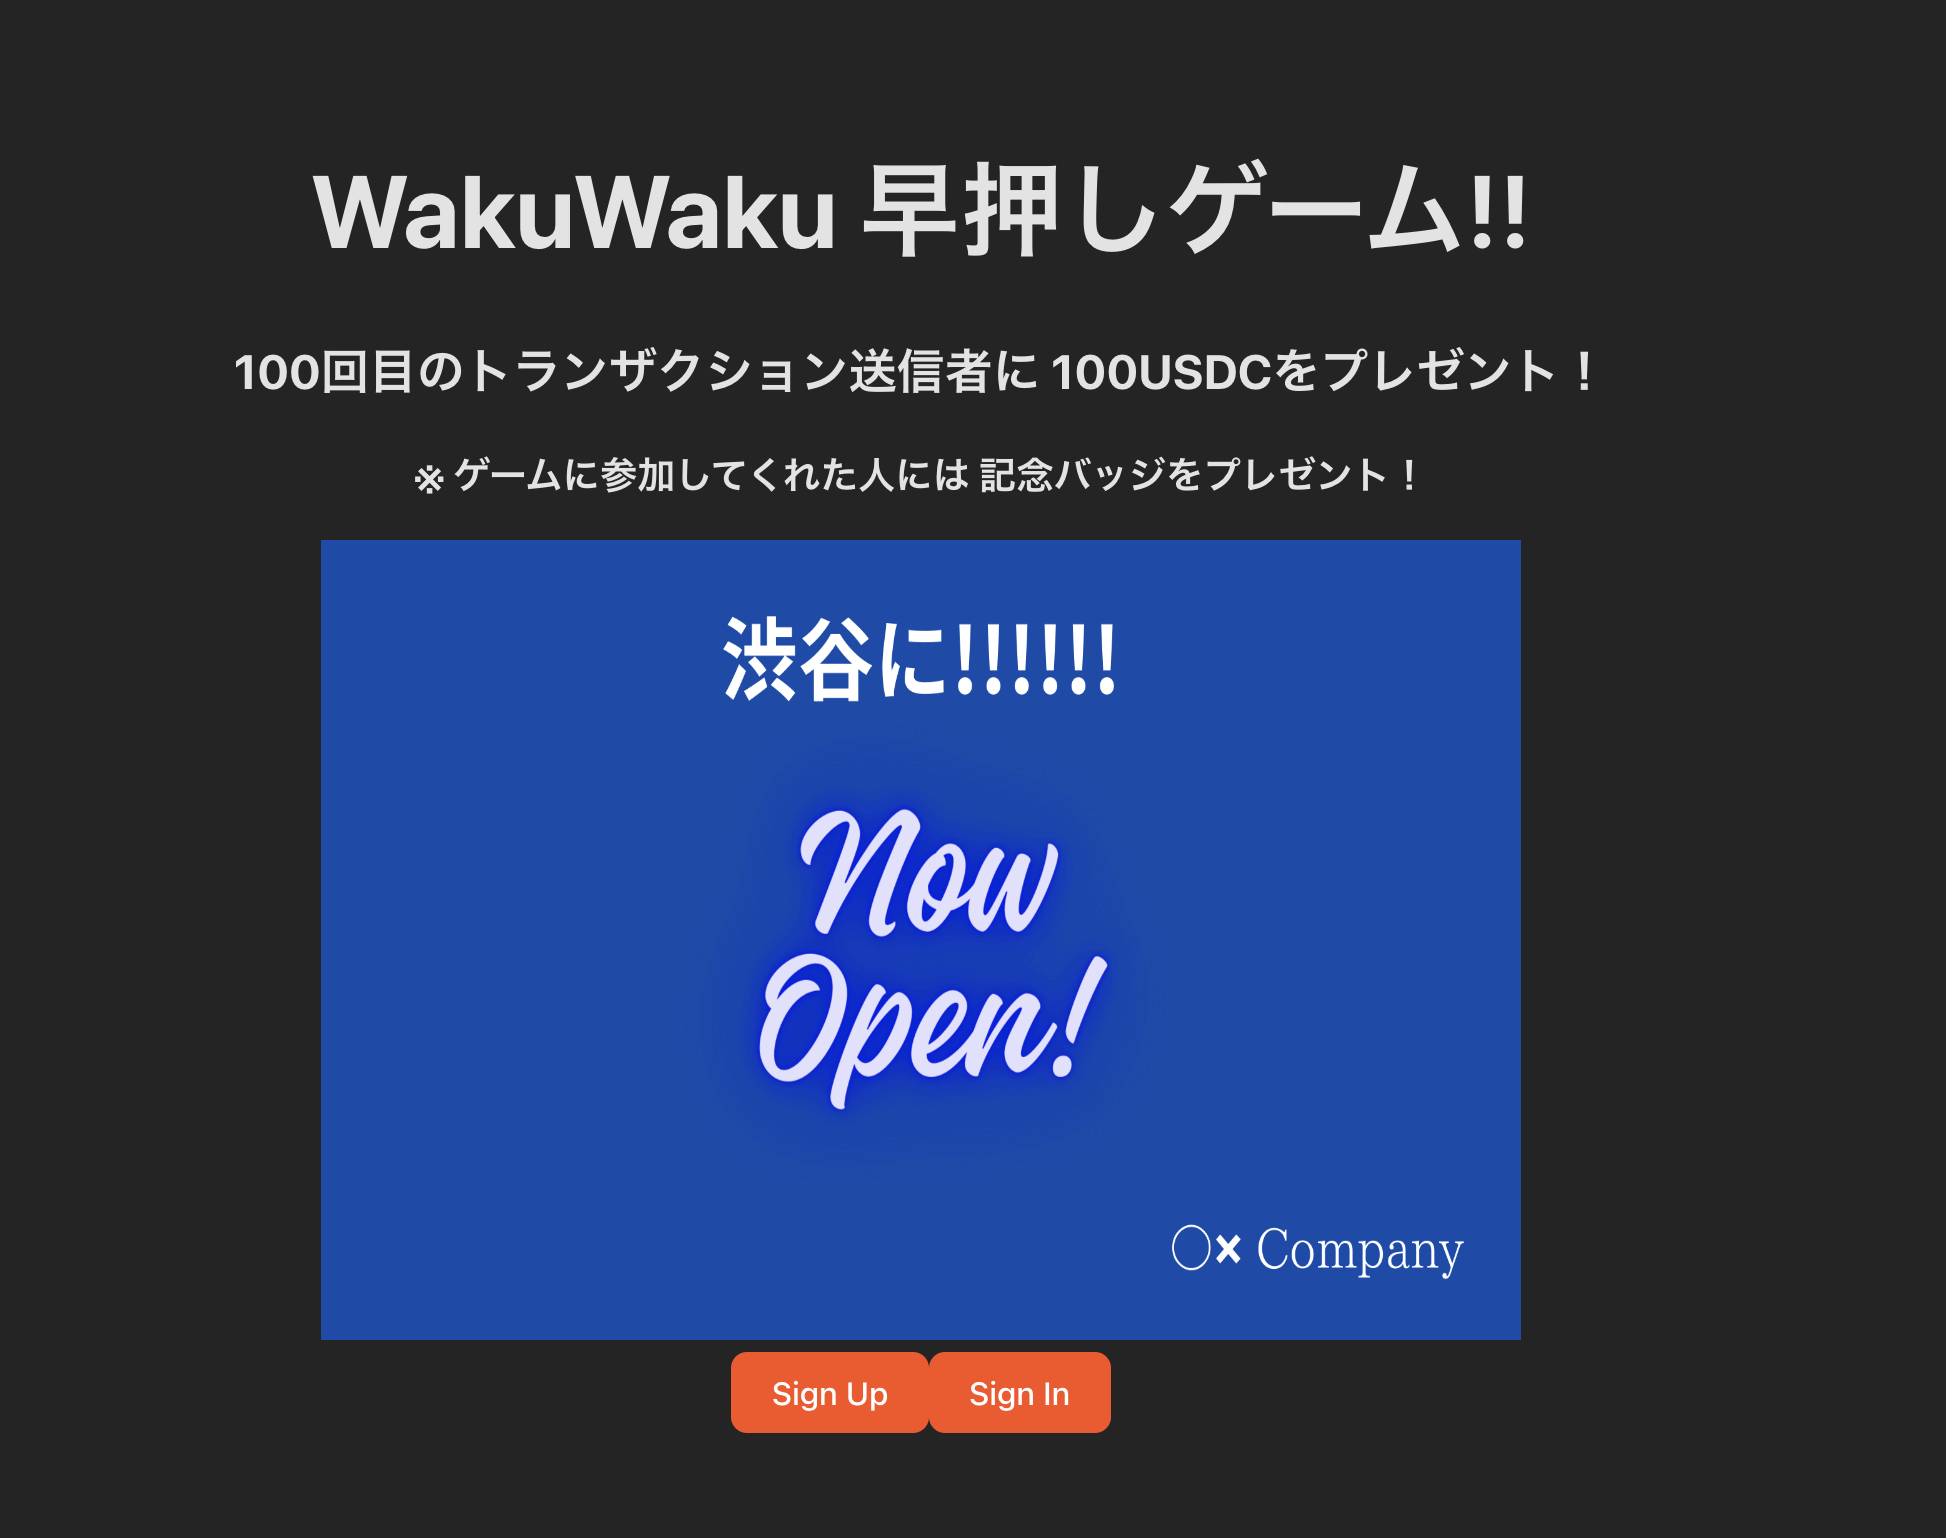 WakuWaku 早押しゲーム!!
100回目のトランザクション送信者に 100USDCをプレゼント！
※ ゲームに参加してくれた人には 記念バッジをプレゼント！
渋谷に!!!!!!
Now
Open!
〇× Company
Sign Up Sign In